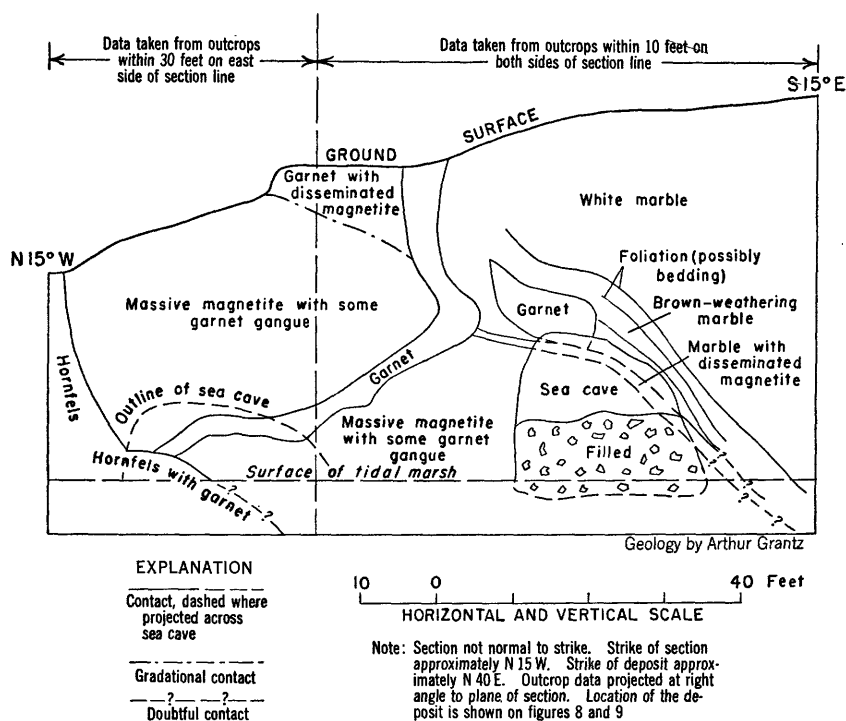 Data taken from outcrops
within 30 feet on east
side of section line
Data taken from outcrops within 10 feet on
both sides of section line
S·15° E
SURFACE
GROUND
Garnet with
disseminated
magnetite
White marble
N 15° W
Foliation (possibly
bedding)
Massive magnetite with some
garnet gangue
Garnet
Brown-weathering
marble
Hornfels
Garnet
Marble with
disseminated
magnetite
Outline of sea cave
Sea cave
Massive magnetite
with some garnet
gangue
Filled
Hornfels with garnet
Surface of tidal marsh
? ?
?
? ?
? ?
Geology by Arthur Grantz
EXPLANATION
Contact, dashed where
projected across
sea cave
Gradational contact
? ?
Doubtful contact
10 0 40 Feet
HORIZONTAL AND VERTICAL SCALE
Note: Section not normal to strike. Strike of section
approximately N 15 W. Strike of deposit approx-
imately N 40 E. Outcrop data projected at right
angle to plane of section. Location of the de-
posit is shown on figures 8 and 9